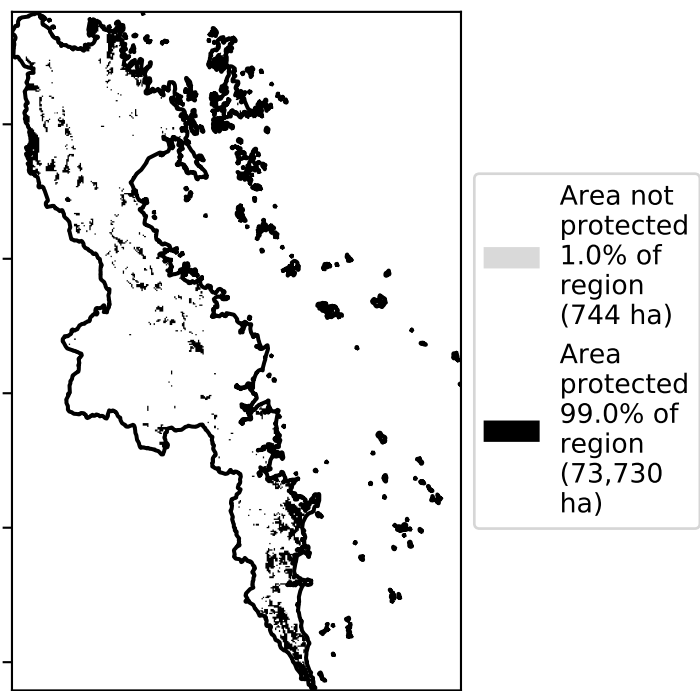 Area not
protected
1.0% of
region
(744 ha)
Area
protected
99.0% of
region
(73,730
ha)